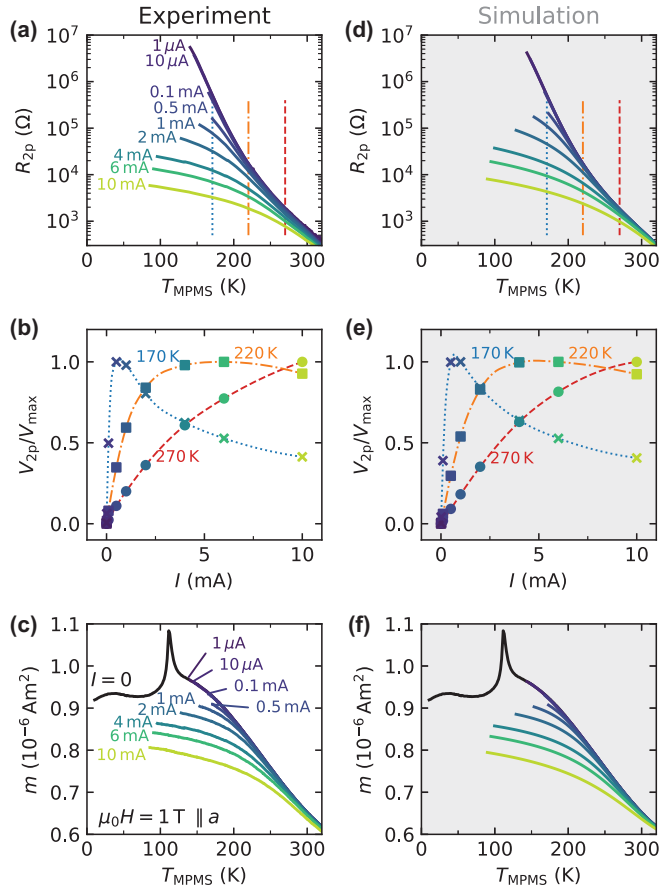 Experiment
Simulation
(a)
10⁷
10⁶
10⁵
10⁴
10³
R2p (Ω)
1 μA
10 μA
0.1 mA
0.5 mA
1 mA
2 mA
4 mA
6 mA
10 mA
0 100 200 300
TMPMS (K)
(d)
10⁷
10⁶
10⁵
10⁴
10³
R2p (Ω)
0 100 200 300
TMPMS (K)
(b)
1.0
0.5
0.0
V2p/Vmax
170 K
220 K
270 K
0 5 10
I (mA)
(e)
1.0
0.5
0.0
V2p/Vmax
170 K
220 K
270 K
0 5 10
I (mA)
(c)
1.1
1.0
0.9
0.8
0.7
0.6
m (10⁻⁶ Am²)
I = 0
1 μA
10 μA
0.1 mA
0.5 mA
1 mA
2 mA
4 mA
6 mA
10 mA
μ0H = 1 T ∥ a
0 100 200 300
TMPMS (K)
(f)
1.1
1.0
0.9
0.8
0.7
0.6
m (10⁻⁶ Am²)
0 100 200 300
TMPMS (K)